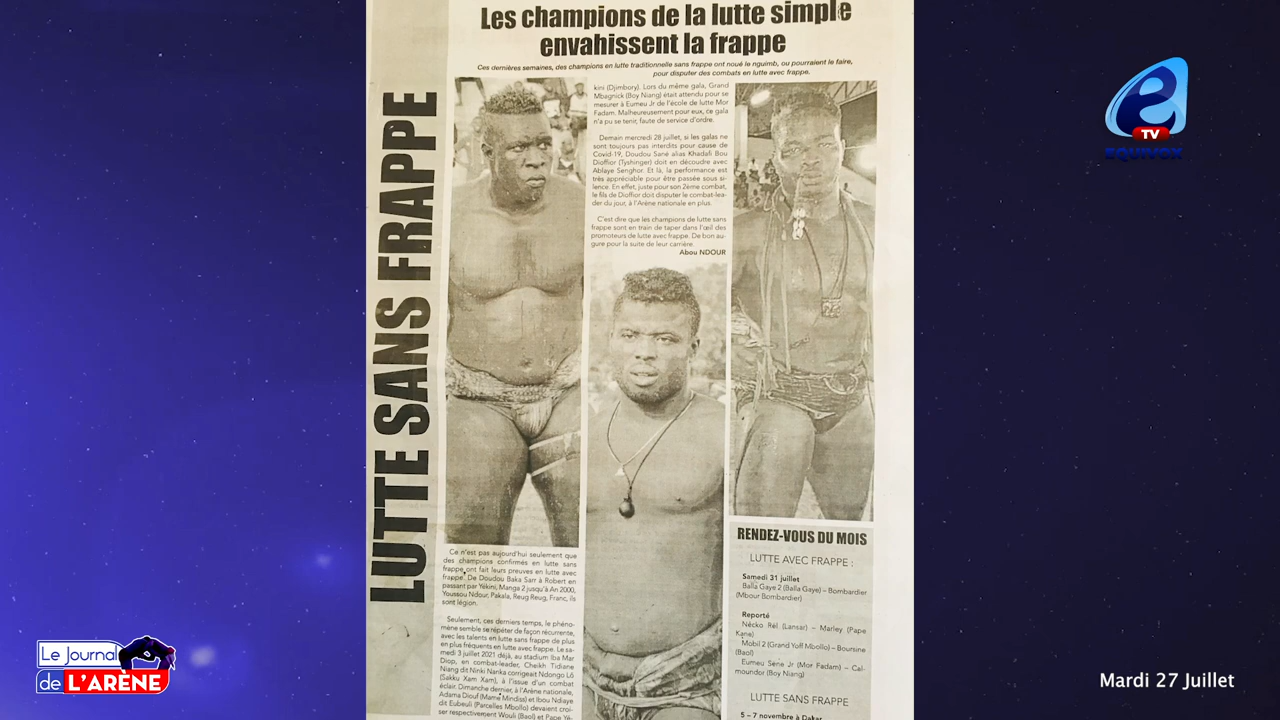 Les champions de la lutte simple
envahissent la frappe
Ces dernières semaines, des champions en lutte traditionnelle sans frappe ont noué le nguimb, ou pourraient le faire,
pour disputer des combats en lutte avec frappe.
LUTTE SANS FRAPPE
Ce n'est pas aujourd'hui seulement que
des champions confirmés en lutte sans
frappe ont fait leurs preuves en lutte avec
frappe. De Doudou Baka Sarr à Robert en
passant par Yékini, Manga 2 jusqu'à An 2000,
Youssou Ndour, Pakala, Reug Reug, Franc, ils
sont légion.
Seulement, ces derniers temps, le phéno-
mène semble se répéter de façon récurrente,
avec les talents en lutte sans frappe de plus
en plus fréquents en lutte avec frappe. Le sa-
medi 3 juillet 2021 déjà, au stadium Iba Mar
Diop, en combat-leader, Cheikh Tidiane
Niang dit Ninki Nanka corrigeait Ndongo Lô
(Sakku Xam Xam), à l'issue d'un combat
éclair. Dimanche dernier, à l'Arène nationale,
Adama Diouf (Mame Mindiss) et Ibou Ndiaye
dit Eubeuli (Parcelles Mbollo) devaient croi-
ser respectivement Wouli (Baol) et Pape Yé-
kini (Djimbory). Lors du même gala, Grand
Mbagnick (Boy Niang) était attendu pour se
mesurer à Eumeu Jr de l'école de lutte Mor
Fadam. Malheureusement pour eux, ce gala
n'a pu se tenir, faute de service d'ordre.
Demain mercredi 28 juillet, si les galas ne
sont toujours pas interdits pour cause de
Covid-19, Doudou Sané alias Khadafi Bou
Dioffior (Tyshinger) doit en découdre avec
Ablaye Senghor. Et là, la performance est
très appréciable pour être passée sous si-
lence. En effet, juste pour son 2ème combat,
le fils de Dioffior doit disputer le combat-lea-
der du jour, à l'Arène nationale en plus.
C'est dire que les champions de lutte sans
frappe sont en train de taper dans l'œil des
promoteurs de lutte avec frappe. De bon au-
gure pour la suite de leur carrière.
Abou NDOUR
RENDEZ-VOUS DU MOIS
LUTTE AVEC FRAPPE :
Samedi 31 juillet
Balla Gaye 2 (Balla Gaye) – Bombardier
(Mbour Bombardier)
Reporté
Nécko Rél (Lansar) – Marley (Pape
Kane)
Mobil 2 (Grand Yoff Mbollo) – Boursine
(Baol)
Eumeu Sène Jr (Mor Fadam) – Cal-
moundor (Boy Niang)
LUTTE SANS FRAPPE
5 – 7 novembre à Dakar
e
TV
EQUIVOX
Le Journal
de L'ARÈNE
Mardi 27 Juillet